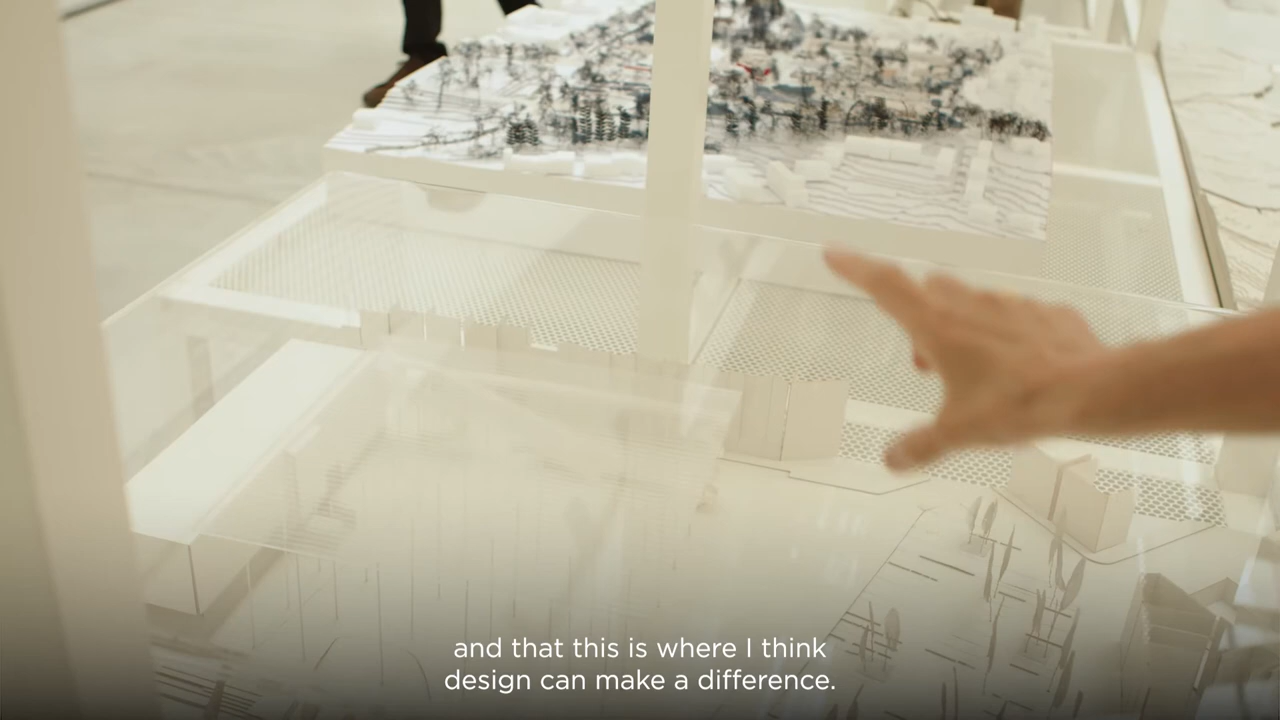 and that this is where I think
design can make a difference.